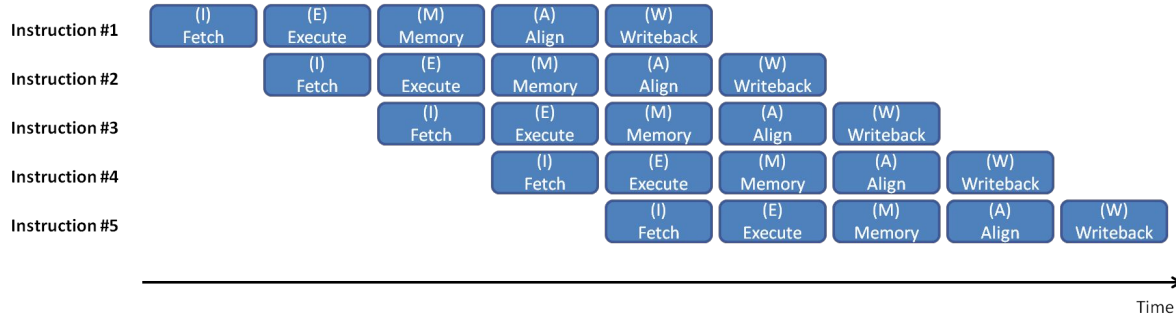 Instruction #1
(I) (E) (M) (A) (W)
Fetch Execute Memory Align Writeback
Instruction #2
(I) (E) (M) (A) (W)
Fetch Execute Memory Align Writeback
Instruction #3
(I) (E) (M) (A) (W)
Fetch Execute Memory Align Writeback
Instruction #4
(I) (E) (M) (A) (W)
Fetch Execute Memory Align Writeback
Instruction #5
(I) (E) (M) (A) (W)
Fetch Execute Memory Align Writeback
Time